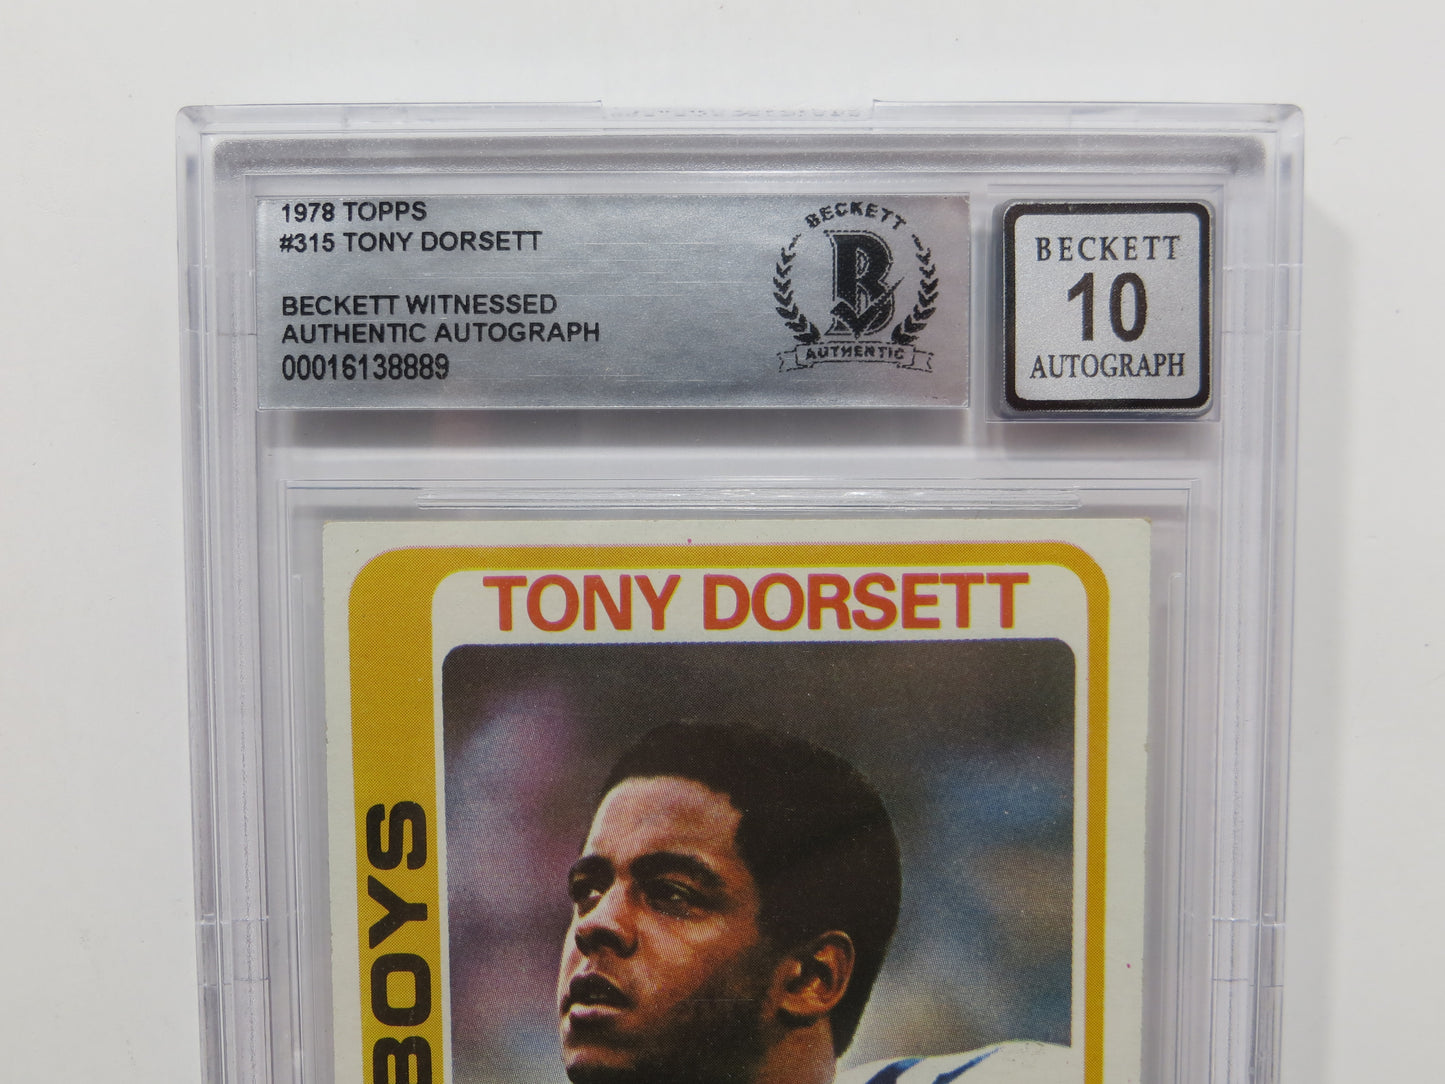 1978 TOPPS
#315 TONY DORSETT
BECKETT WITNESSED
AUTHENTIC AUTOGRAPH
00016138889
BECKETT
B
AUTHENTIC
BECKETT
10
AUTOGRAPH
TONY DORSETT
BOYS